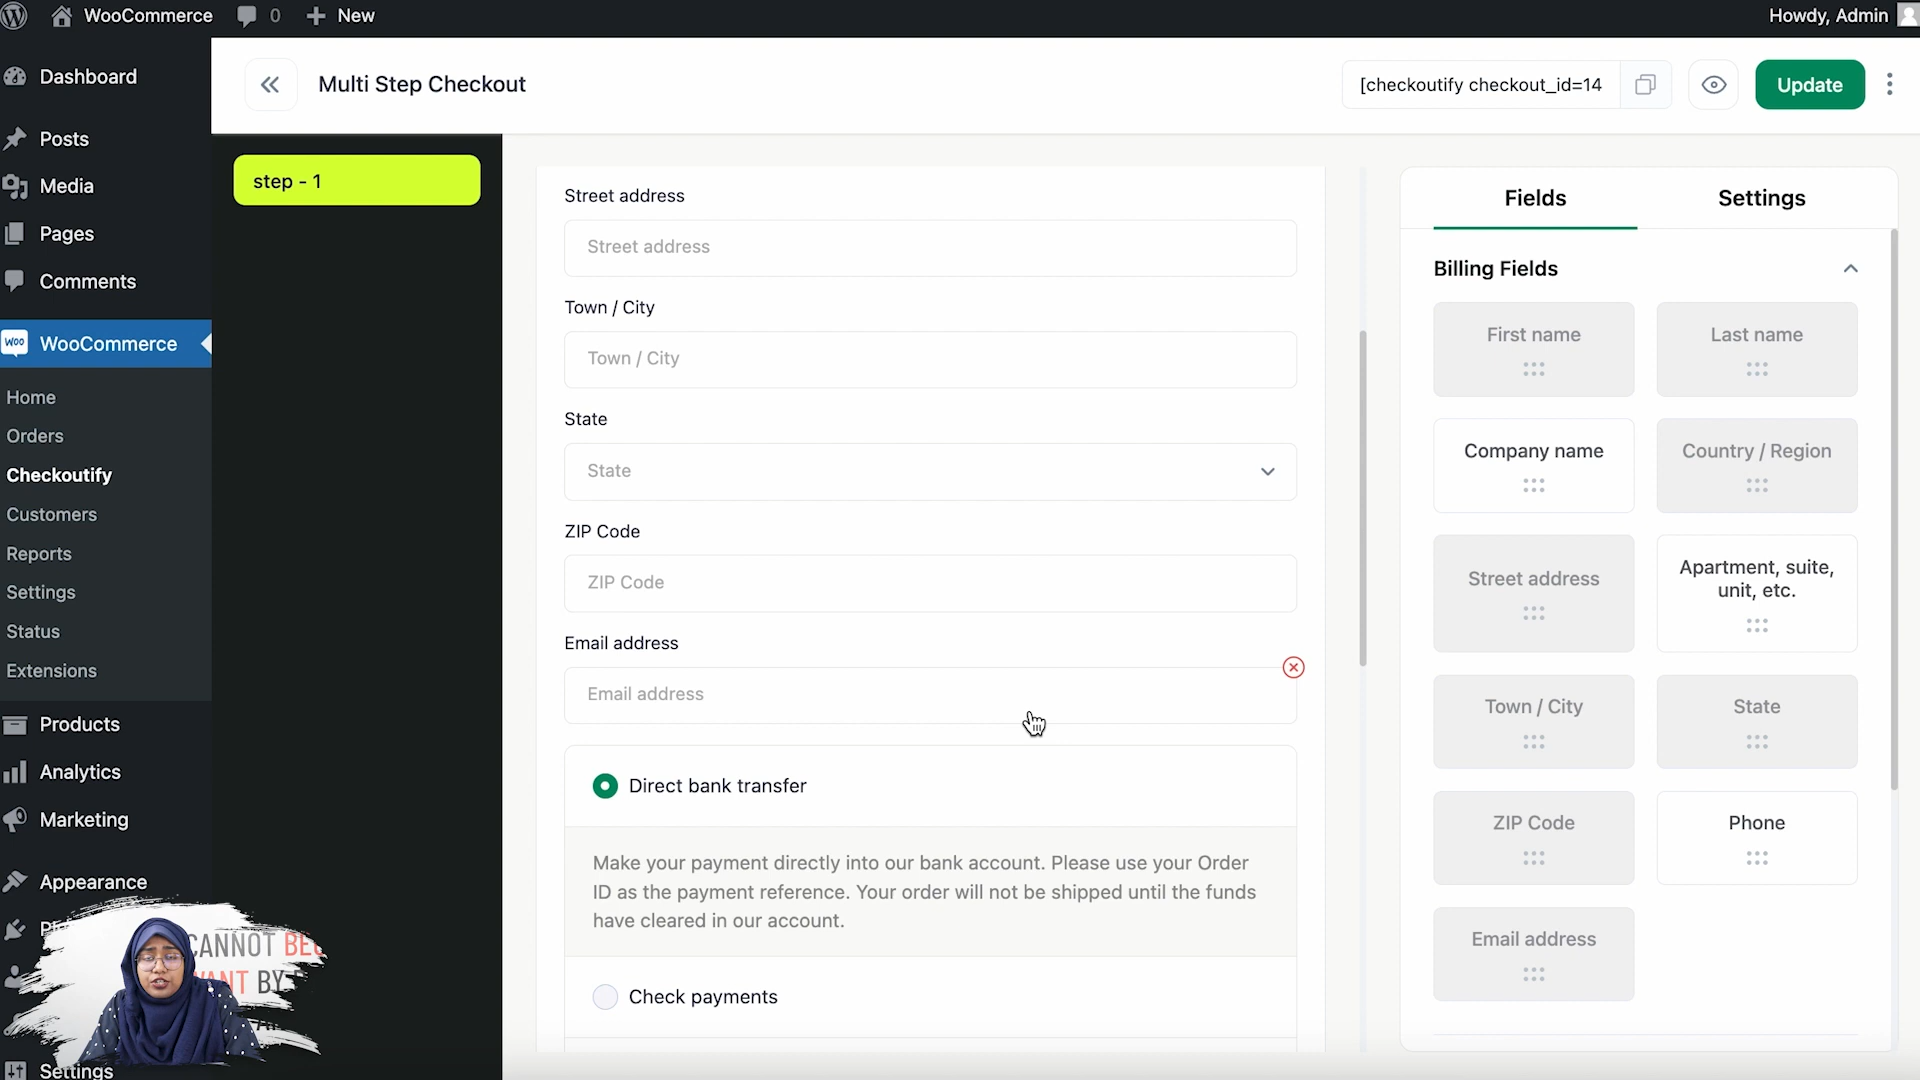 WooCommerce
0
New
Howdy, Admin
Dashboard
Posts
Media
Pages
Comments
WOO
WooCommerce
Home
Orders
Checkoutify
Customers
Reports
Settings
Status
Extensions
Products
Analytics
Marketing
Appearance
Settings
Multi Step Checkout
[checkoutify checkout_id=14
Update
step - 1
Street address
Street address
Town / City
Town / City
State
State
ZIP Code
ZIP Code
Email address
Email address
Direct bank transfer
Make your payment directly into our bank account. Please use your Order
ID as the payment reference. Your order will not be shipped until the funds
have cleared in our account.
Check payments
Fields
Settings
Billing Fields
First name
Last name
Company name
Country / Region
Street address
Apartment, suite,
unit, etc.
Town / City
State
ZIP Code
Phone
Email address
CANNOT
BY